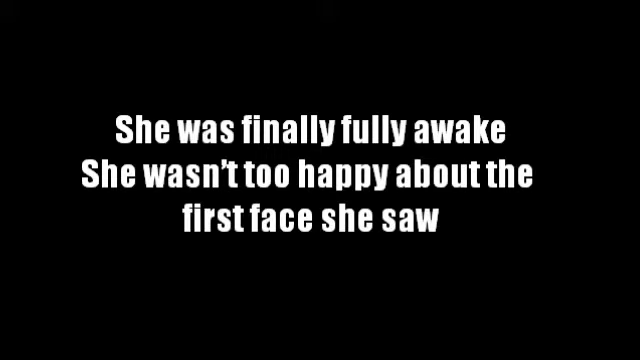 She was finally fully awake
She wasn't too happy about the
first face she saw